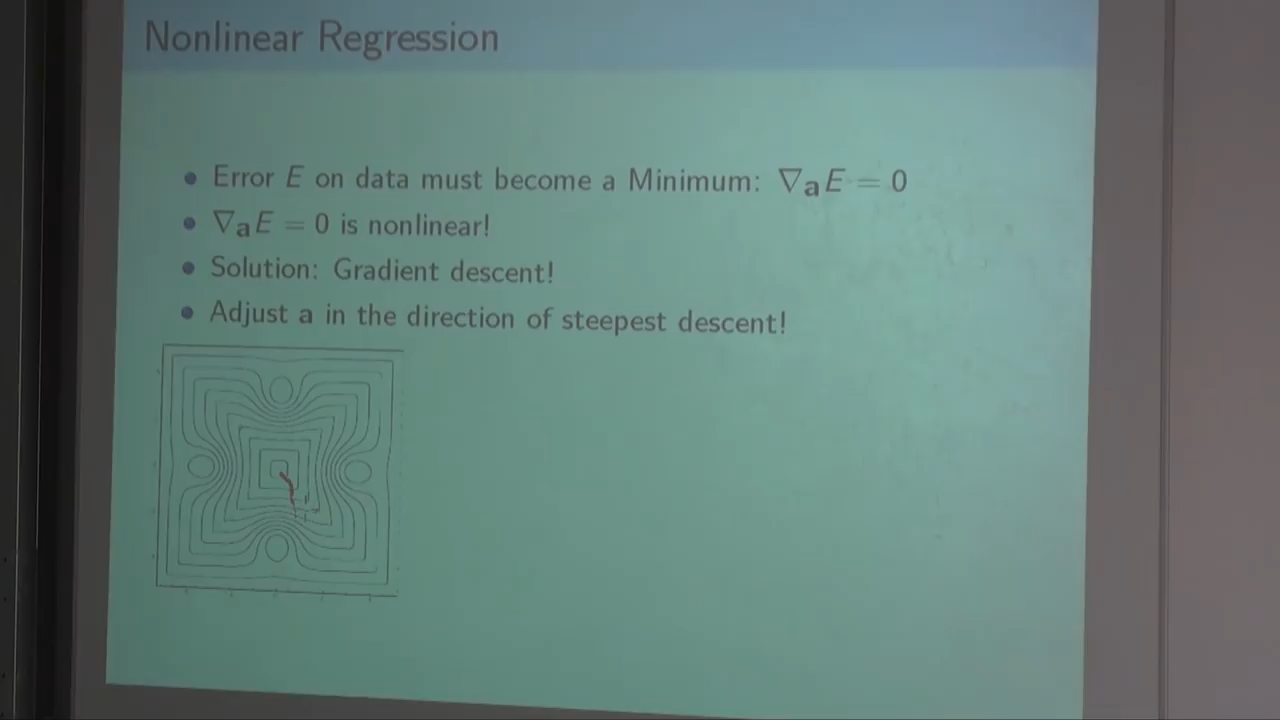 Nonlinear Regression
• Error E on data must become a Minimum: ∇ₐE = 0
• ∇ₐE = 0 is nonlinear!
• Solution: Gradient descent!
• Adjust a in the direction of steepest descent!